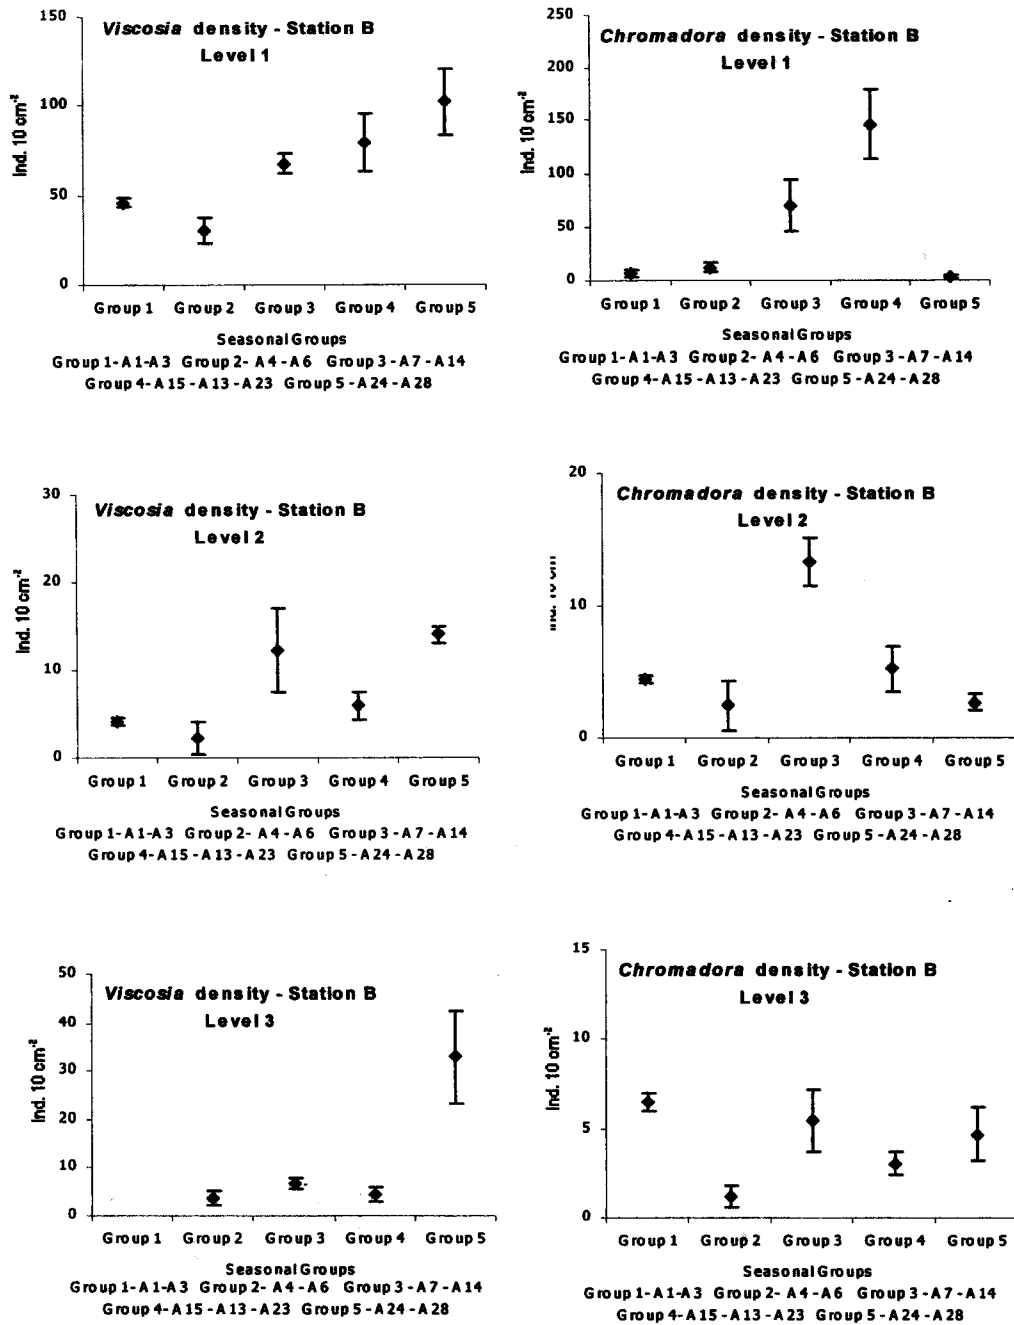 Viscosia density - Station B
Level 1
150
100
50
0
Ind. 10 cm-2
Group 1 Group 2 Group 3 Group 4 Group 5
Seasonal Groups
Group 1-A1-A3 Group 2- A4 -A6 Group 3 -A7 -A14
Group 4-A15 -A13 -A23 Group 5 -A24 -A28
Chromadora density - Station B
Level 1
250
200
150
100
50
0
Ind. 10 cm-2
Group 1 Group 2 Group 3 Group 4 Group 5
Seasonal Groups
Group 1-A1-A3 Group 2- A4 -A6 Group 3 -A7 -A14
Group 4-A15 -A13 -A23 Group 5 -A24 -A28
Viscosia density - Station B
Level 2
30
20
10
0
Ind. 10 cm-2
Group 1 Group 2 Group 3 Group 4 Group 5
Seasonal Groups
Group 1-A1-A3 Group 2- A4 -A6 Group 3 -A7 -A14
Group 4-A15 -A13 -A23 Group 5 -A24 -A28
Chromadora density - Station B
Level 2
20
10
0
Group 1 Group 2 Group 3 Group 4 Group 5
Seasonal Groups
Group 1-A1-A3 Group 2- A4 -A6 Group 3 -A7 -A14
Group 4-A15 -A13 -A23 Group 5 -A24 -A28
Viscosia density - Station B
Level 3
50
40
30
20
10
0
Ind. 10 cm-2
Group 1 Group 2 Group 3 Group 4 Group 5
Seasonal Groups
Group 1-A1-A3 Group 2- A4 -A6 Group 3 -A7 -A14
Group 4-A15 -A13 -A23 Group 5 -A24 -A28
Chromadora density - Station B
Level 3
15
10
5
0
Ind. 10 cm-2
Group 1 Group 2 Group 3 Group 4 Group 5
Seasonal Groups
Group 1-A1-A3 Group 2- A4 -A6 Group 3 -A7 -A14
Group 4-A15 -A13 -A23 Group 5 -A24 -A28